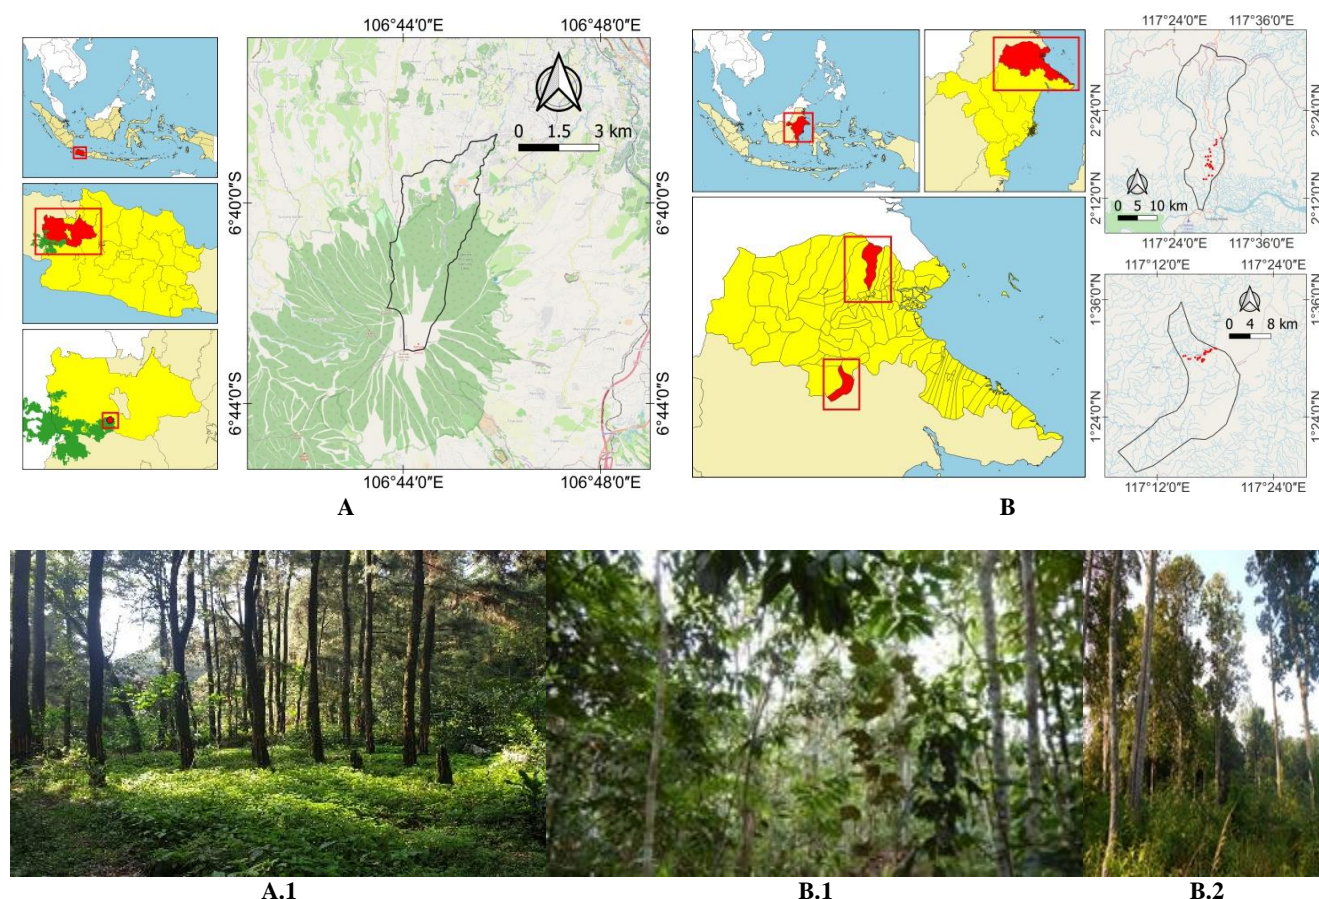 106°44′0″E
106°48′0″E
0 1.5 3 km
6°40′0″S
6°40′0″S
6°44′0″S
6°44′0″S
106°44′0″E
106°48′0″E
A
117°24′0″E
117°36′0″E
2°24′0″N
2°24′0″N
2°12′0″N
2°12′0″N
0 5 10 km
117°24′0″E
117°36′0″E
117°12′0″E
117°24′0″E
1°36′0″N
1°36′0″N
0 4 8 km
1°24′0″N
1°24′0″N
117°12′0″E
117°24′0″E
B
A.1
B.1
B.2